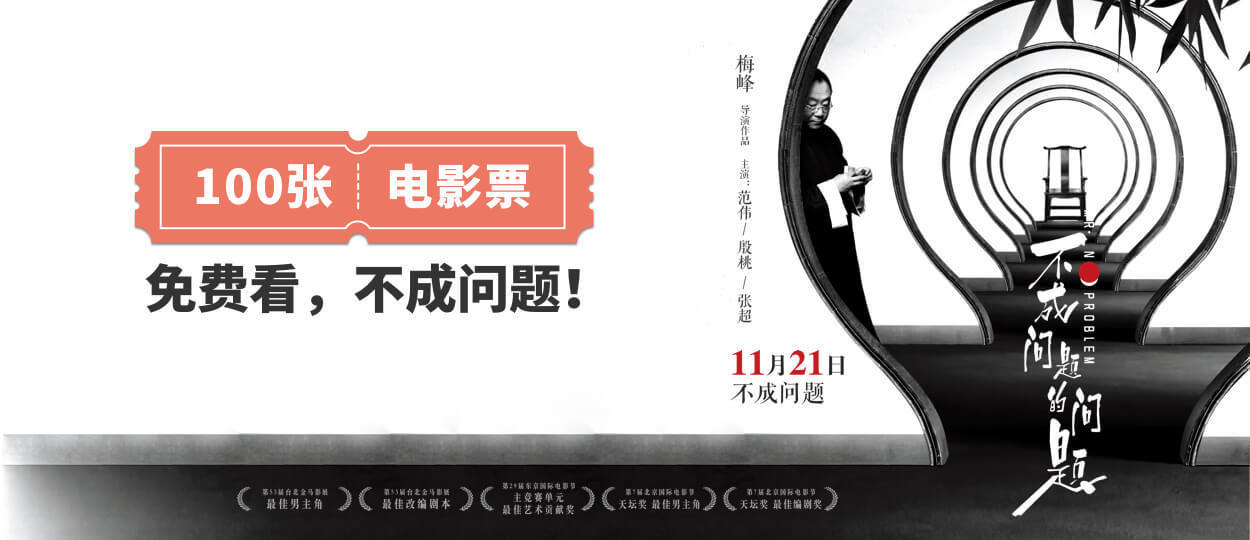 100张 电影票
免费看，不成问题！
梅峰 导演作品 主演：范伟/殷桃/张超
11月21日
不成问题
MR. NO PROBLEM
不成问题的问题
第53届台北金马影展
最佳男主角
第53届台北金马影展
最佳改编剧本
第29届东京国际电影节
主竞赛单元
最佳艺术贡献奖
第7届北京国际电影节
天坛奖 最佳男主角
第7届北京国际电影节
天坛奖 最佳编剧奖